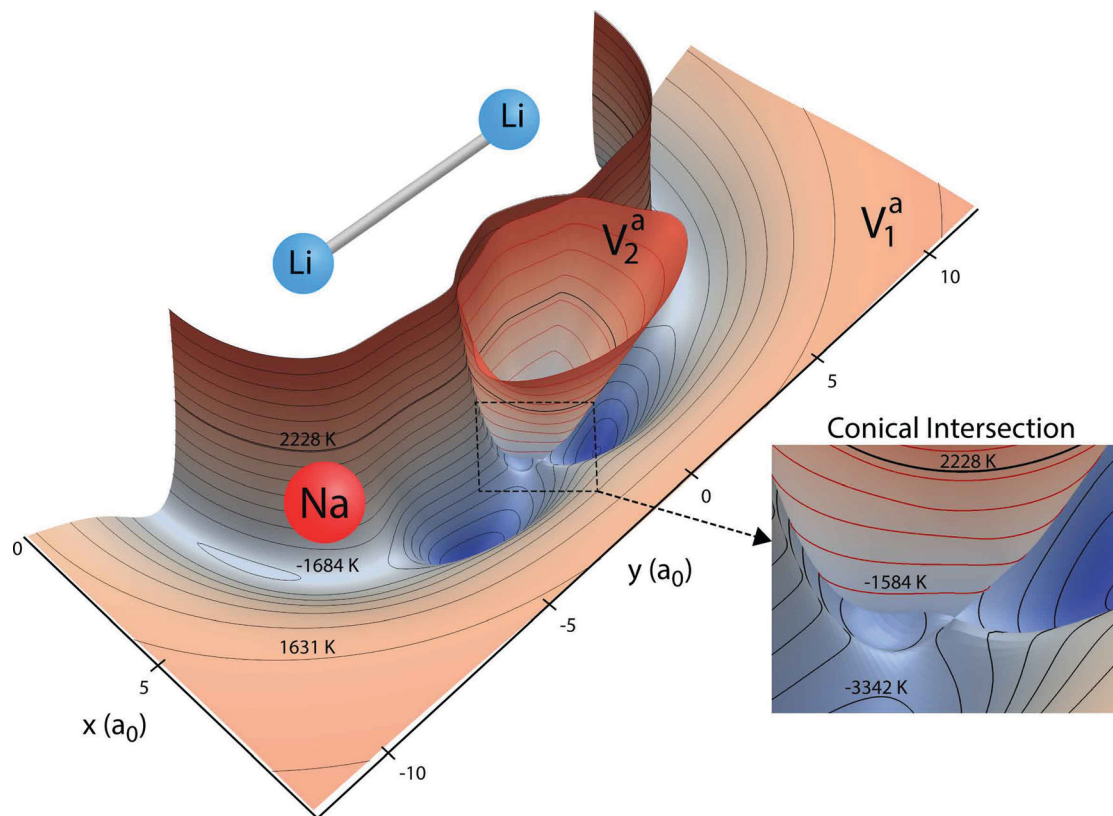 Li
Li
V₂ᵃ
V₁ᵃ
10
5
Conical Intersection
2228 K
2228 K
Na
0
0
-1684 K
y (a₀)
-1584 K
1631 K
-5
-3342 K
5
x (a₀)
-10